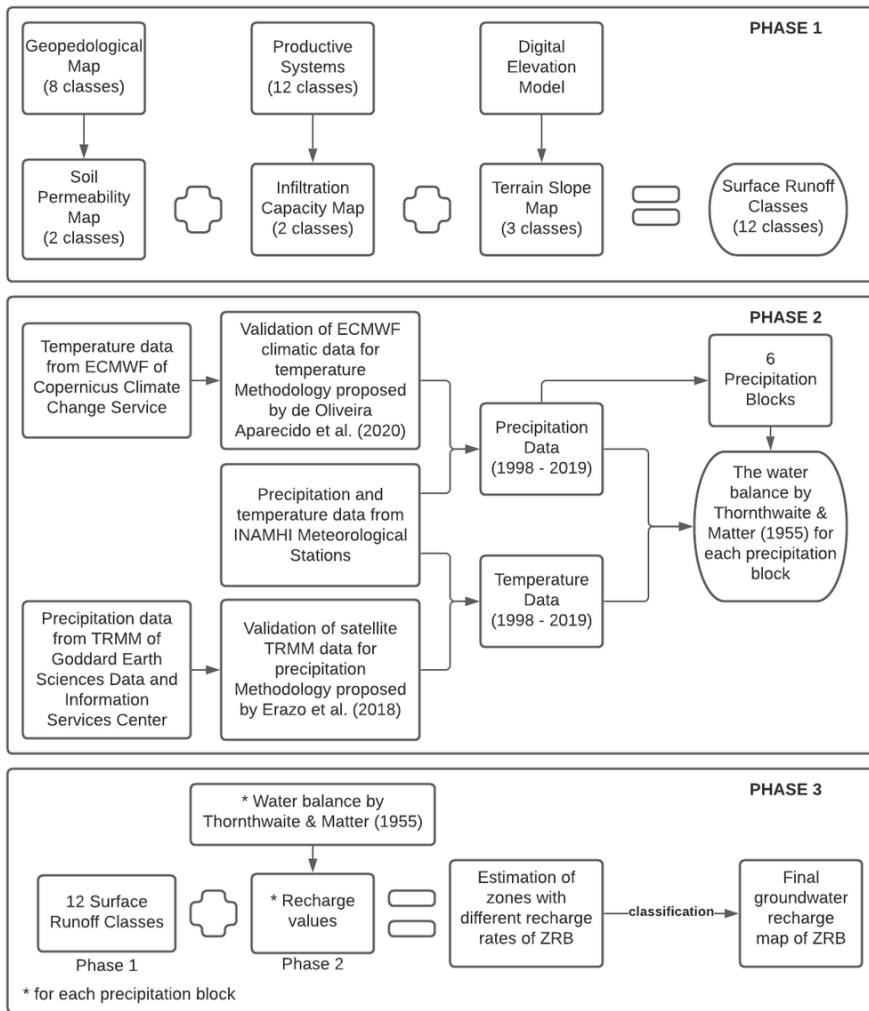 PHASE 1
Geopedological
Map
(8 classes)
Productive
Systems
(12 classes)
Digital
Elevation
Model
Soil
Permeability
Map
(2 classes)
Infiltration
Capacity Map
(2 classes)
Terrain Slope
Map
(3 classes)
Surface Runoff
Classes
(12 classes)
PHASE 2
Temperature data
from ECMWF of
Copernicus Climate
Change Service
Validation of ECMWF
climatic data for
temperature
Methodology proposed
by de Oliveira
Aparecido et al. (2020)
Precipitation and
temperature data from
INAMHI Meteorological
Stations
Precipitation data
from TRMM of
Goddard Earth
Sciences Data and
Information
Services Center
Validation of satellite
TRMM data for
precipitation
Methodology proposed
by Erazo et al. (2018)
Precipitation
Data
(1998 - 2019)
Temperature
Data
(1998 - 2019)
6
Precipitation
Blocks
The water
balance by
Thornthwaite &
Matter (1955) for
each precipitation
block
PHASE 3
* Water balance by
Thornthwaite & Matter (1955)
12 Surface
Runoff Classes
Phase 1
* Recharge
values
Phase 2
Estimation of
zones with
different recharge
rates of ZRB
classification
Final
groundwater
recharge
map of ZRB
* for each precipitation block